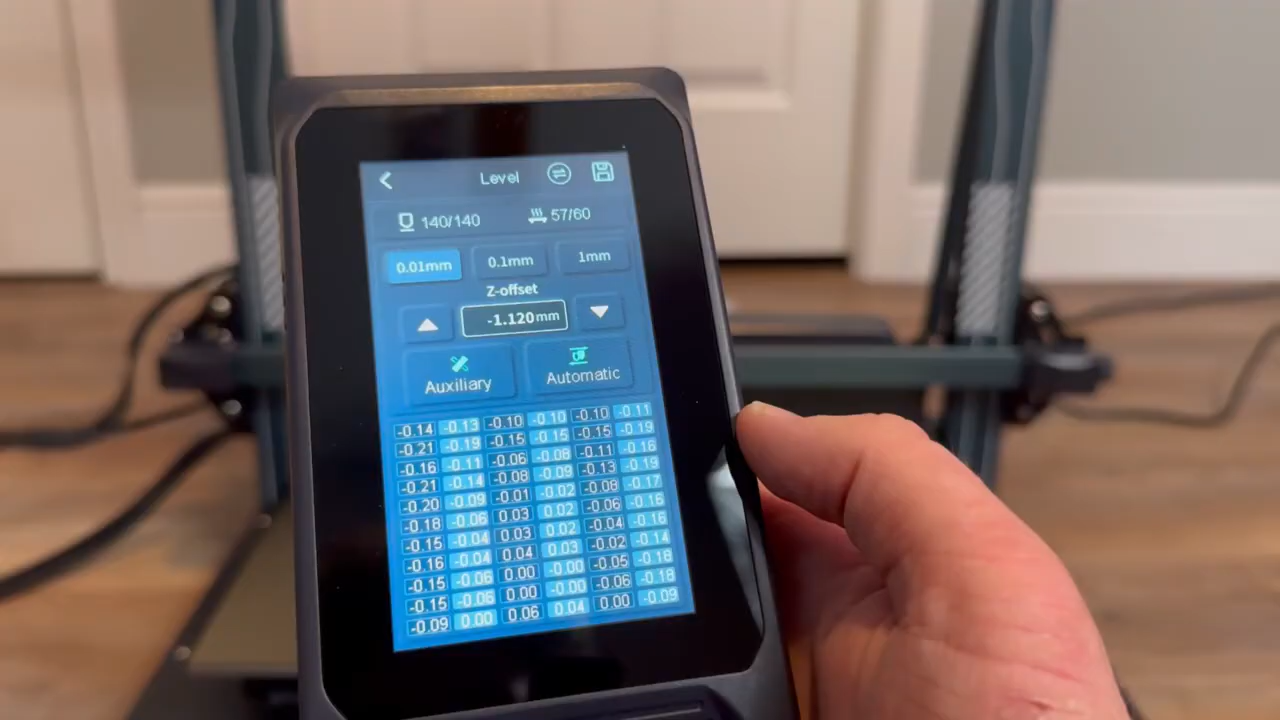 Level
140/140 57/60
0.01mm 0.1mm 1mm
Z-offset
-1.120mm
Auxiliary Automatic
-0.14 -0.13 -0.10 -0.10 -0.10 -0.11
-0.21 -0.19 -0.15 -0.15 -0.15 -0.19
-0.16 -0.11 -0.06 -0.08 -0.11 -0.16
-0.21 -0.14 -0.08 -0.09 -0.13 -0.19
-0.20 -0.09 -0.01 -0.02 -0.08 -0.17
-0.18 -0.06 0.03 0.02 -0.06 -0.16
-0.15 -0.04 0.03 0.02 -0.04 -0.16
-0.16 -0.04 0.04 0.03 -0.02 -0.14
-0.15 -0.06 0.00 -0.00 -0.05 -0.18
-0.15 -0.06 0.00 -0.00 -0.06 -0.18
-0.09 0.00 0.06 0.04 0.00 -0.09